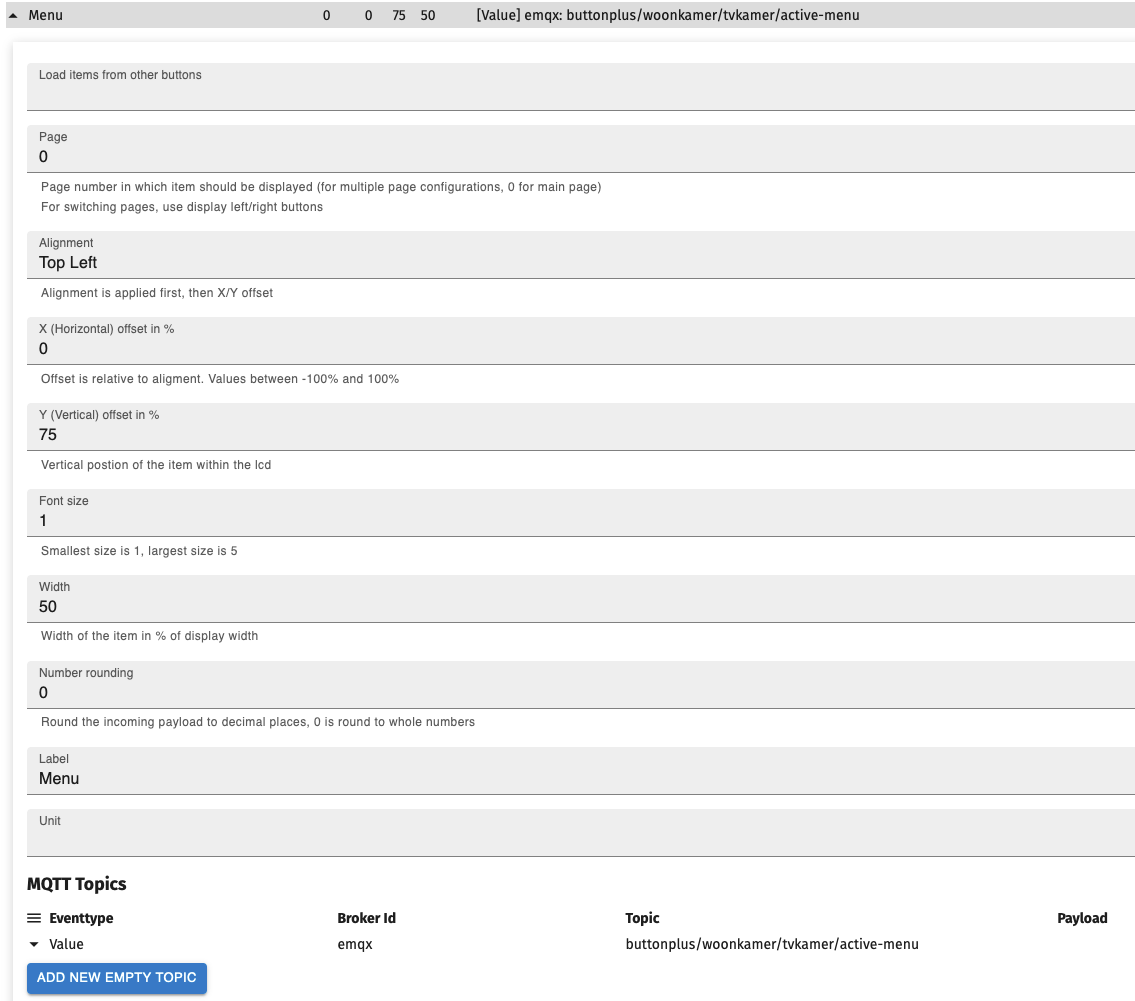 Menu 0 0 75 50 [Value] emqx: buttonplus/woonkamer/tvkamer/active-menu
Load items from other buttons
Page
0
Page number in which item should be displayed (for multiple page configurations, 0 for main page)
For switching pages, use display left/right buttons
Alignment
Top Left
Alignment is applied first, then X/Y offset
X (Horizontal) offset in %
0
Offset is relative to aligment. Values between -100% and 100%
Y (Vertical) offset in %
75
Vertical postion of the item within the lcd
Font size
1
Smallest size is 1, largest size is 5
Width
50
Width of the item in % of display width
Number rounding
0
Round the incoming payload to decimal places, 0 is round to whole numbers
Label
Menu
Unit
MQTT Topics
Eventtype Broker Id Topic Payload
Value emqx buttonplus/woonkamer/tvkamer/active-menu
ADD NEW EMPTY TOPIC